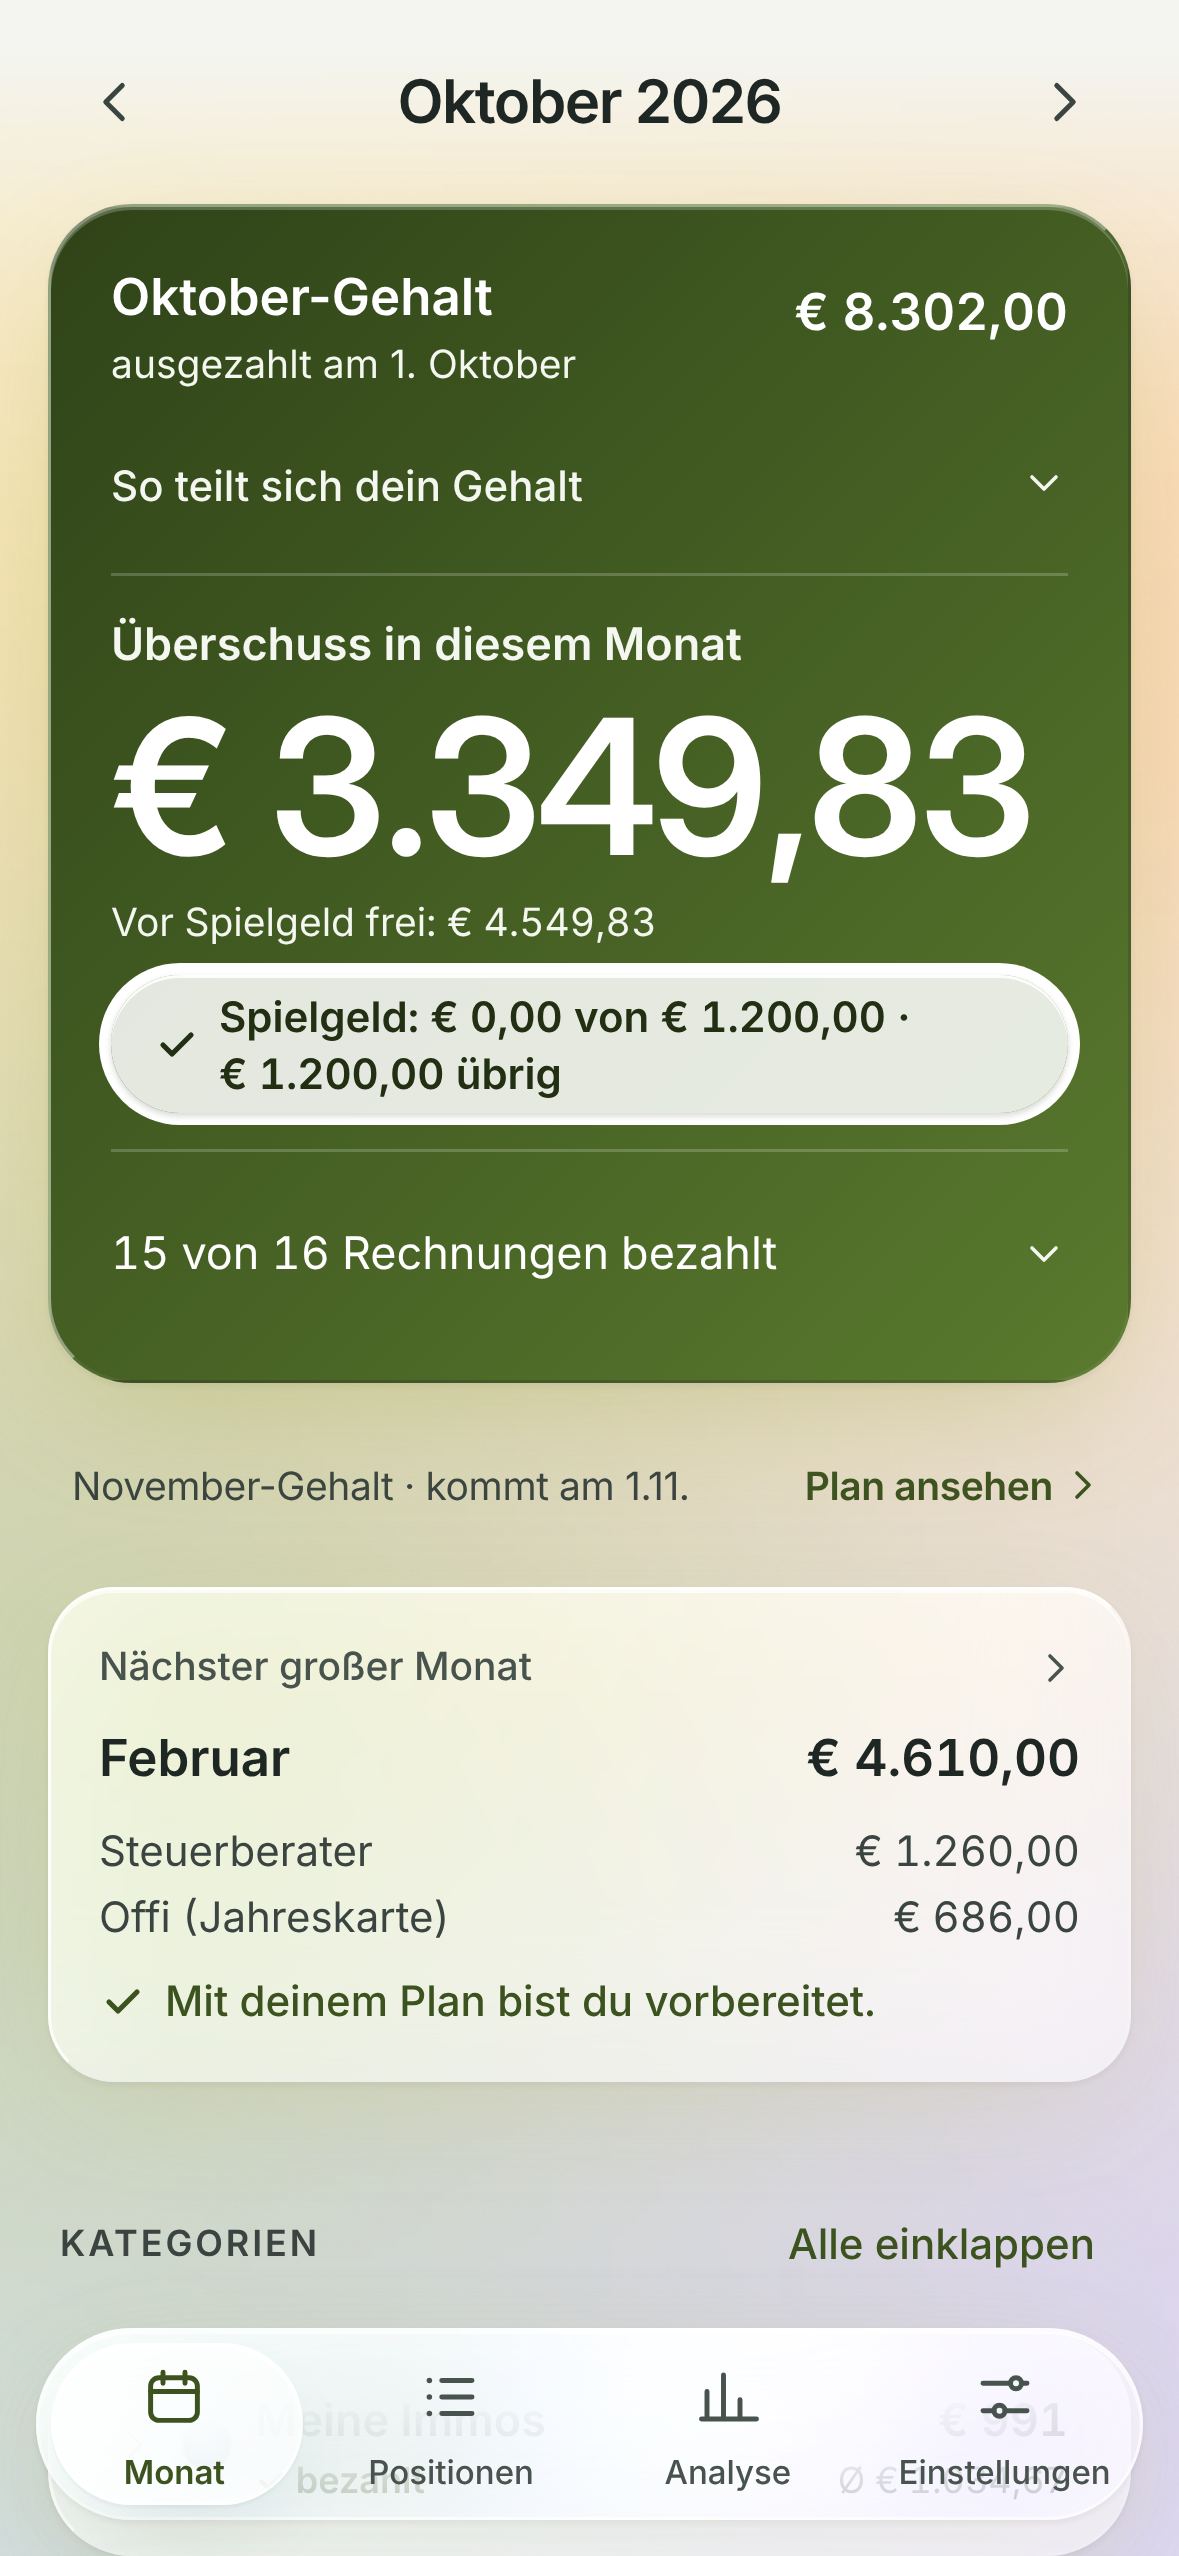 Oktober 2026
Oktober-Gehalt
€ 8.302,00
ausgezahlt am 1. Oktober
So teilt sich dein Gehalt
Überschuss in diesem Monat
€ 3.349,83
Vor Spielgeld frei: € 4.549,83
Spielgeld: € 0,00 von € 1.200,00 ·
€ 1.200,00 übrig
15 von 16 Rechnungen bezahlt
November-Gehalt · kommt am 1.11.
Plan ansehen
Nächster großer Monat
Februar
€ 4.610,00
Steuerberater
€ 1.260,00
Offi (Jahreskarte)
€ 686,00
Mit deinem Plan bist du vorbereitet.
KATEGORIEN
Alle einklappen
Meine Immos
€ 991
bezahlt
Monat
Positionen
Analyse
Einstellungen